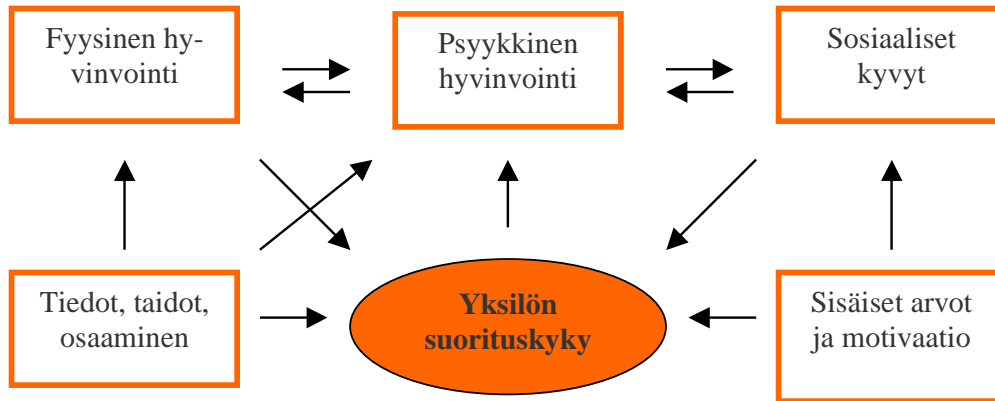 Fyysinen hy-
vinvointi
Psyykkinen
hyvinvointi
Sosiaaliset
kyvyt
Tiedot, taidot,
osaaminen
Yksilön
suorituskyky
Sisäiset arvot
ja motivaatio